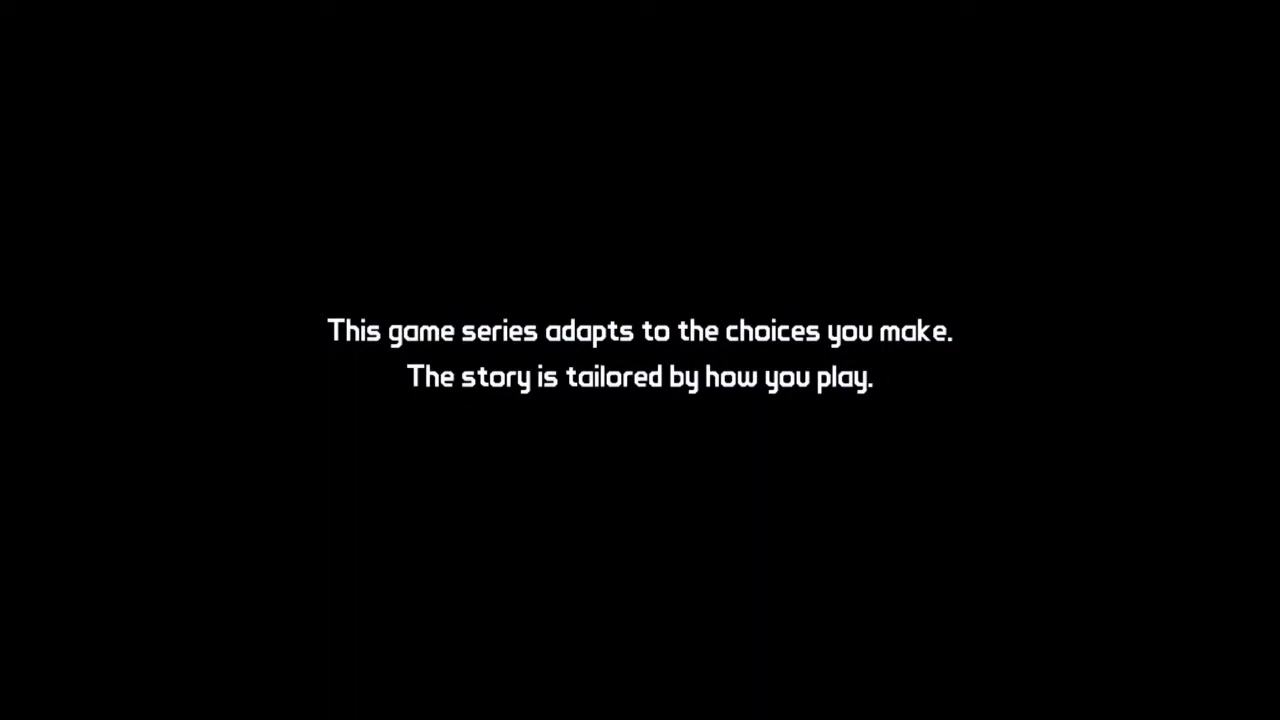 This game series adapts to the choices you make.
The story is tailored by how you play.